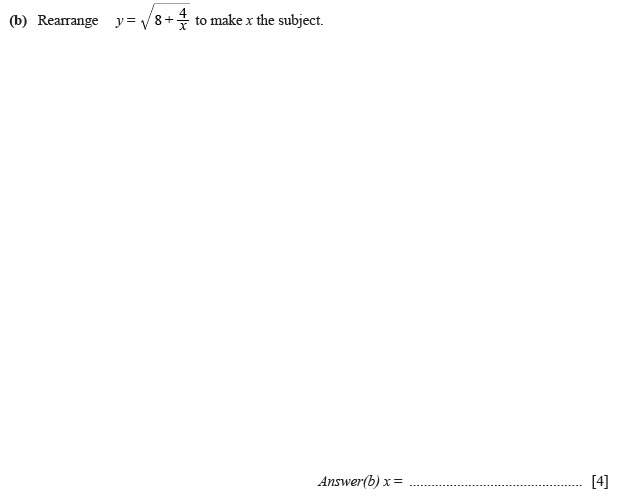 (b) Rearrange y = √(8 + 4/x) to make x the subject.
Answer(b) x = ............................................... [4]